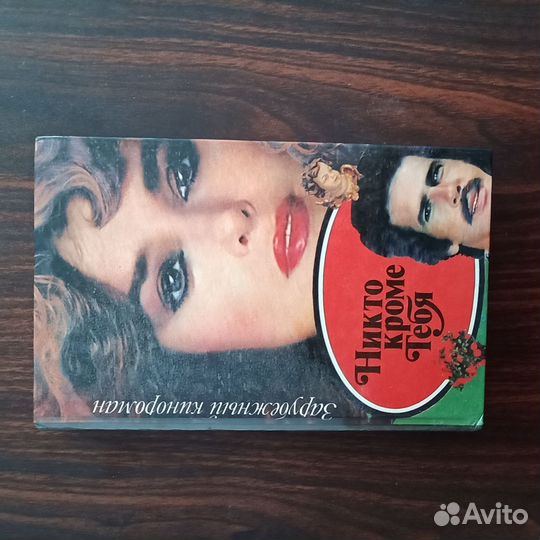 Зарубежный кинороман
Никто
кроме
Тебя
Avito